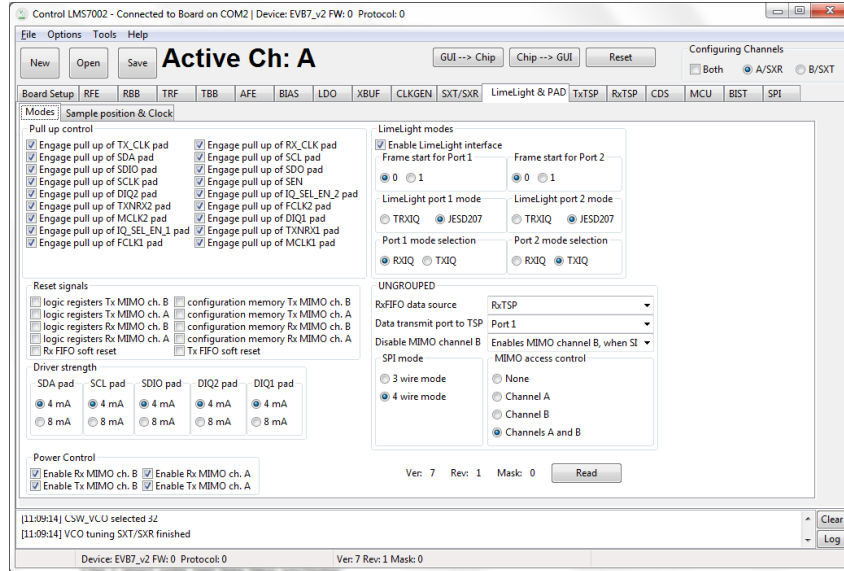 Control LMS7002 - Connected to Board on COM2 | Device: EVB7_v2 FW: 0 Protocol: 0
File Options Tools Help
New Open Save Active Ch: A GUI --> Chip Chip --> GUI Reset
Configuring Channels
Both A/SXR B/SXT
Board Setup RFE RBB TRF TBB AFE BIAS LDO XBUF CLKGEN SXT/SXR LimeLight & PAD TxTSP RxTSP CDS MCU BIST SPI
Modes Sample position & Clock
Pull up control
Engage pull up of TX_CLK pad Engage pull up of RX_CLK pad
Engage pull up of SDA pad Engage pull up of SCL pad
Engage pull up of SDIO pad Engage pull up of SDO pad
Engage pull up of SCLK pad Engage pull up of SEN
Engage pull up of DIQ2 pad Engage pull up of IQ_SEL_EN_2 pad
Engage pull up of TXNRX2 pad Engage pull up of FCLK2 pad
Engage pull up of MCLK2 pad Engage pull up of DIQ1 pad
Engage pull up of IQ_SEL_EN_1 pad Engage pull up of TXNRX1 pad
Engage pull up of FCLK1 pad Engage pull up of MCLK1 pad
LimeLight modes
Enable LimeLight interface
Frame start for Port 1 Frame start for Port 2
0 1 0 1
LimeLight port 1 mode LimeLight port 2 mode
TRXIQ JESD207 TRXIQ JESD207
Port 1 mode selection Port 2 mode selection
RXIQ TXIQ RXIQ TXIQ
Reset signals
logic registers Tx MIMO ch. B configuration memory Tx MIMO ch. B
logic registers Tx MIMO ch. A configuration memory Tx MIMO ch. A
logic registers Rx MIMO ch. B configuration memory Rx MIMO ch. B
logic registers Rx MIMO ch. A configuration memory Rx MIMO ch. A
Rx FIFO soft reset Tx FIFO soft reset
UNGROUPED
RxFIFO data source RxTSP
Data transmit port to TSP Port 1
Disable MIMO channel B Enables MIMO channel B, when SI
SPI mode
3 wire mode
4 wire mode
MIMO access control
None
Channel A
Channel B
Channels A and B
Driver strength
SDA pad SCL pad SDIO pad DIQ2 pad DIQ1 pad
4 mA 4 mA 4 mA 4 mA 4 mA
8 mA 8 mA 8 mA 8 mA 8 mA
Power Control
Enable Rx MIMO ch. B Enable Rx MIMO ch. A
Enable Tx MIMO ch. B Enable Tx MIMO ch. A
Ver: 7 Rev: 1 Mask: 0 Read
[11:09:14] CSW_VCO selected 32
[11:09:14] VCO tuning SXT/SXR finished
Clear
Log
Device: EVB7_v2 FW: 0 Protocol: 0 Ver: 7 Rev: 1 Mask: 0